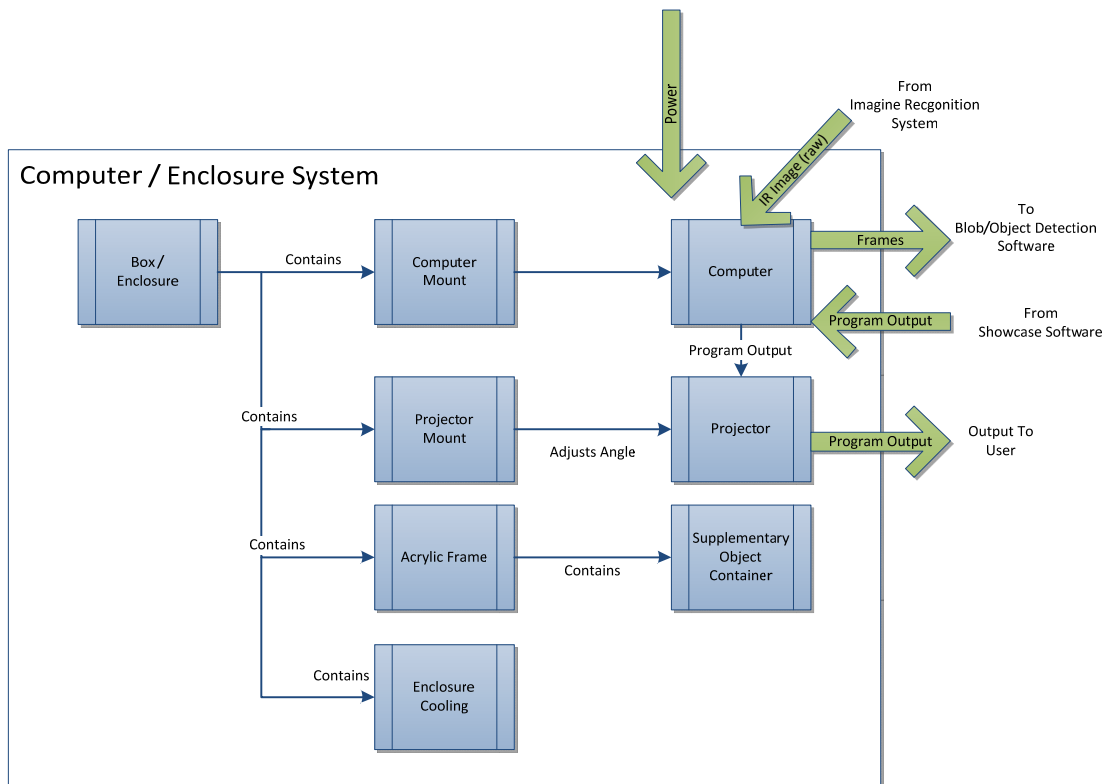 Power
From
Imagine Recgonition
System
IR Image (raw)
Computer / Enclosure System
To
Blob/Object Detection
Software
Frames
Box/
Enclosure
Contains
Computer
Mount
Computer
Program Output
From
Showcase Software
Program Output
Contains
Projector
Mount
Adjusts Angle
Projector
Program Output
Output To
User
Contains
Acrylic Frame
Contains
Supplementary
Object
Container
Contains
Enclosure
Cooling